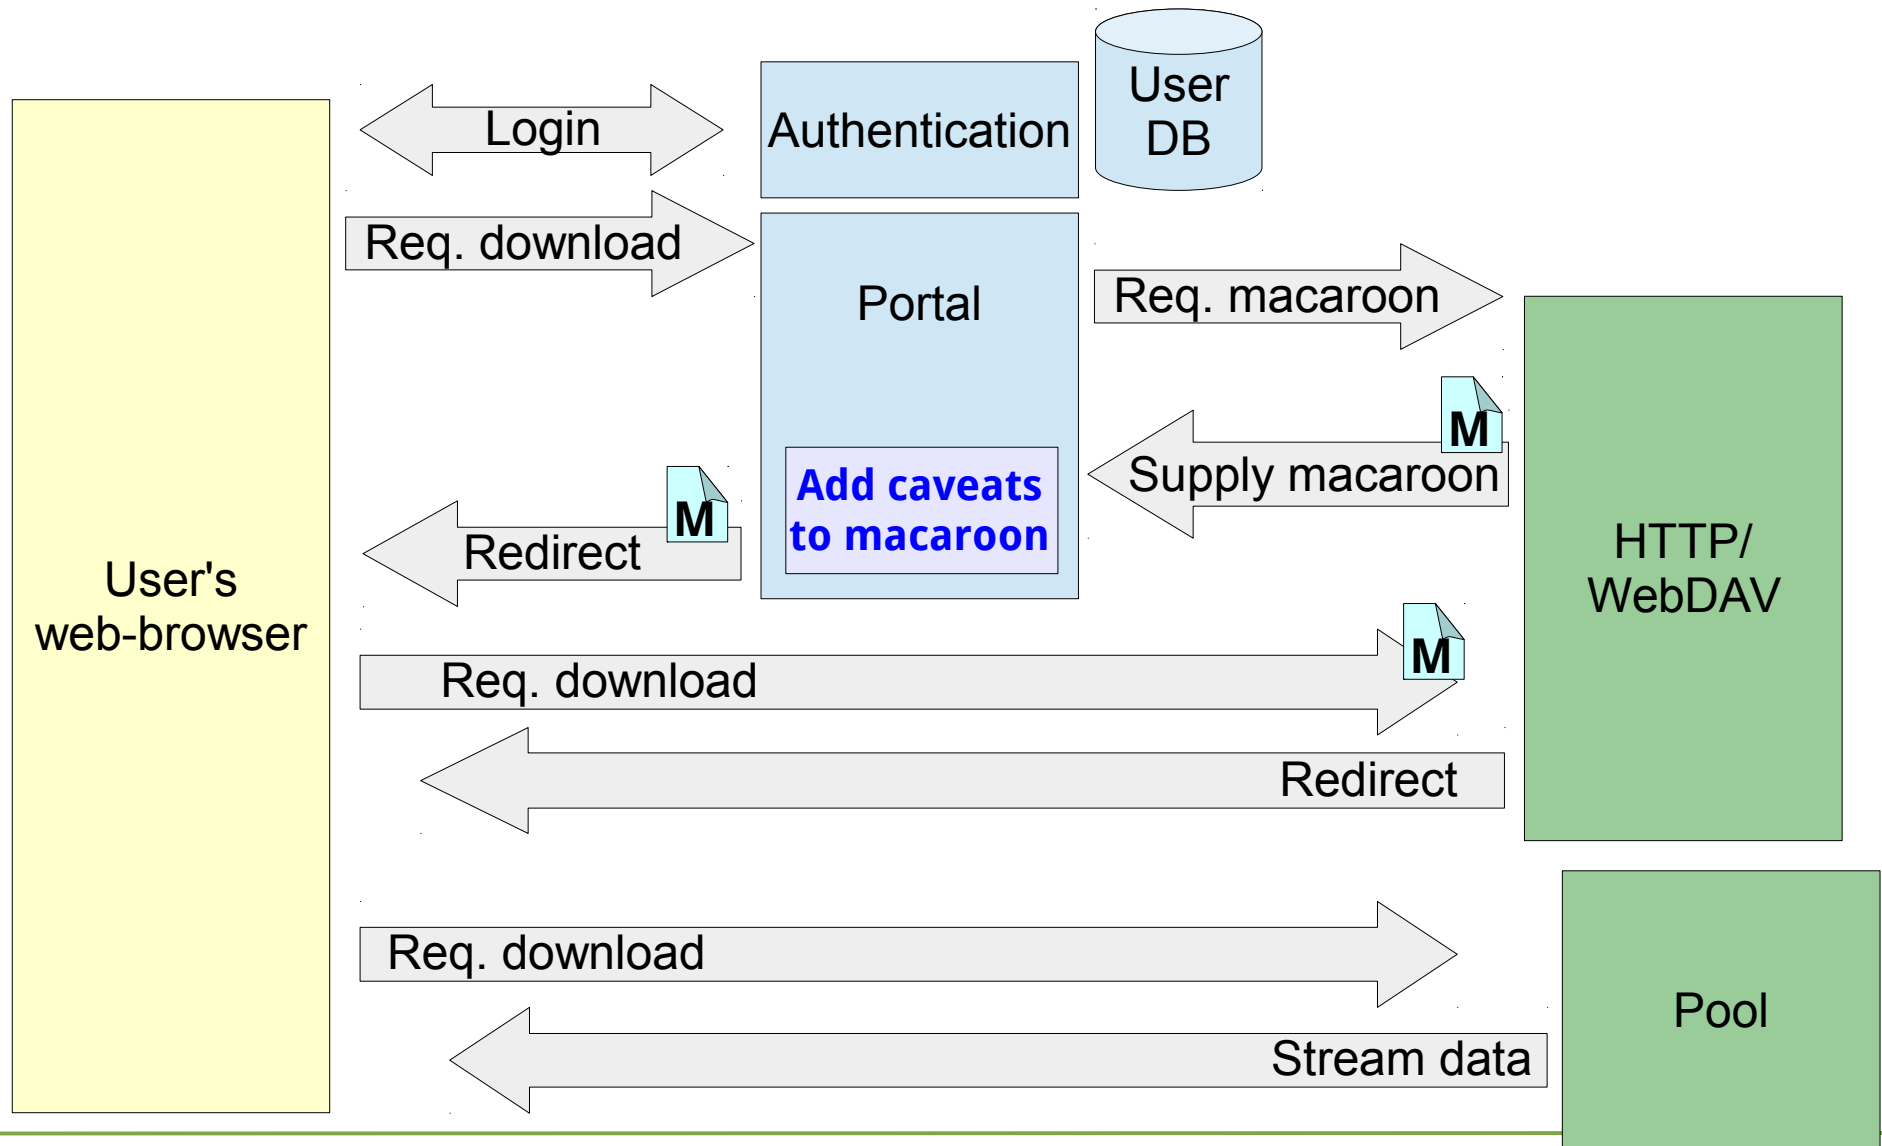 User
DB
Login
Authentication
Req. download
Portal
Req. macaroon
M
Supply macaroon
Add caveats
to macaroon
M
Redirect
HTTP/
WebDAV
User's
web-browser
M
Req. download
Redirect
Req. download
Pool
Stream data